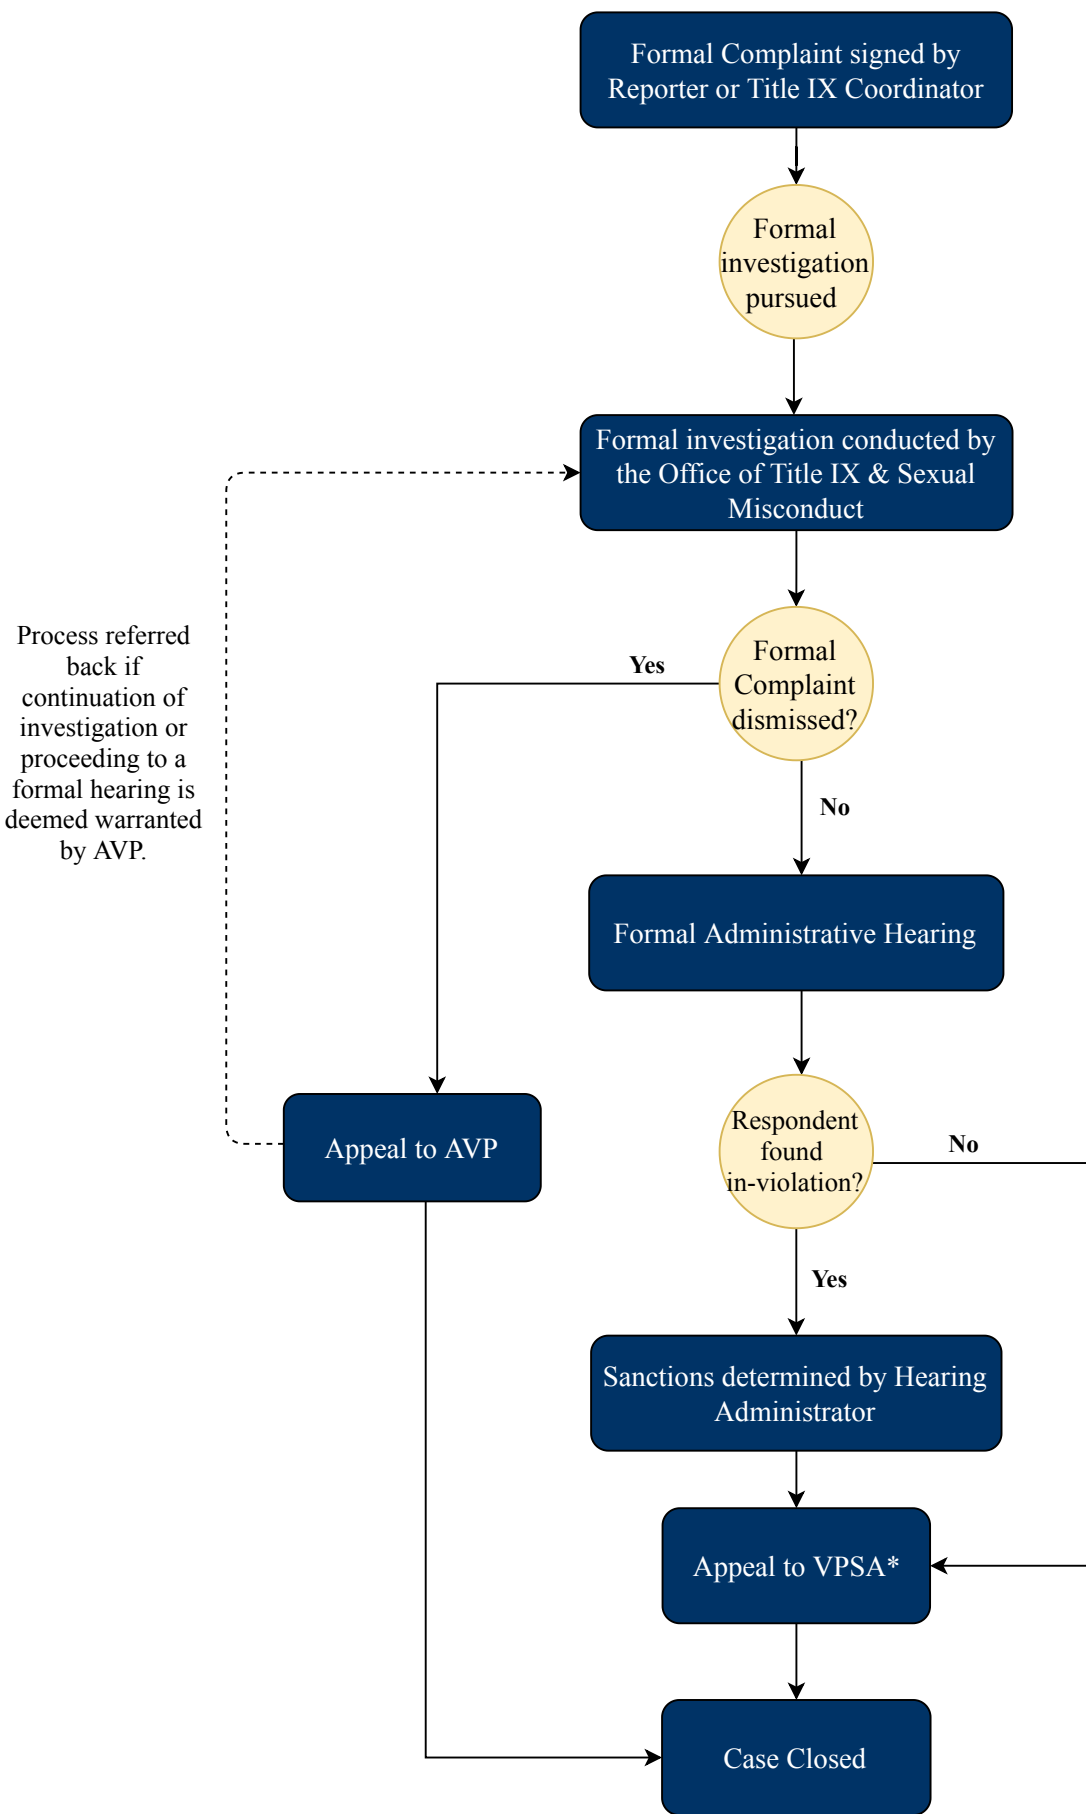 Formal Complaint signed by
Reporter or Title IX Coordinator
Formal
investigation
pursued
Formal investigation conducted by
the Office of Title IX & Sexual
Misconduct
Process referred
back if
continuation of
investigation or
proceeding to a
formal hearing is
deemed warranted
by AVP.
Yes
Formal
Complaint
dismissed?
No
Formal Administrative Hearing
Appeal to AVP
Respondent
found
in-violation?
No
Yes
Sanctions determined by Hearing
Administrator
Appeal to VPSA*
Case Closed